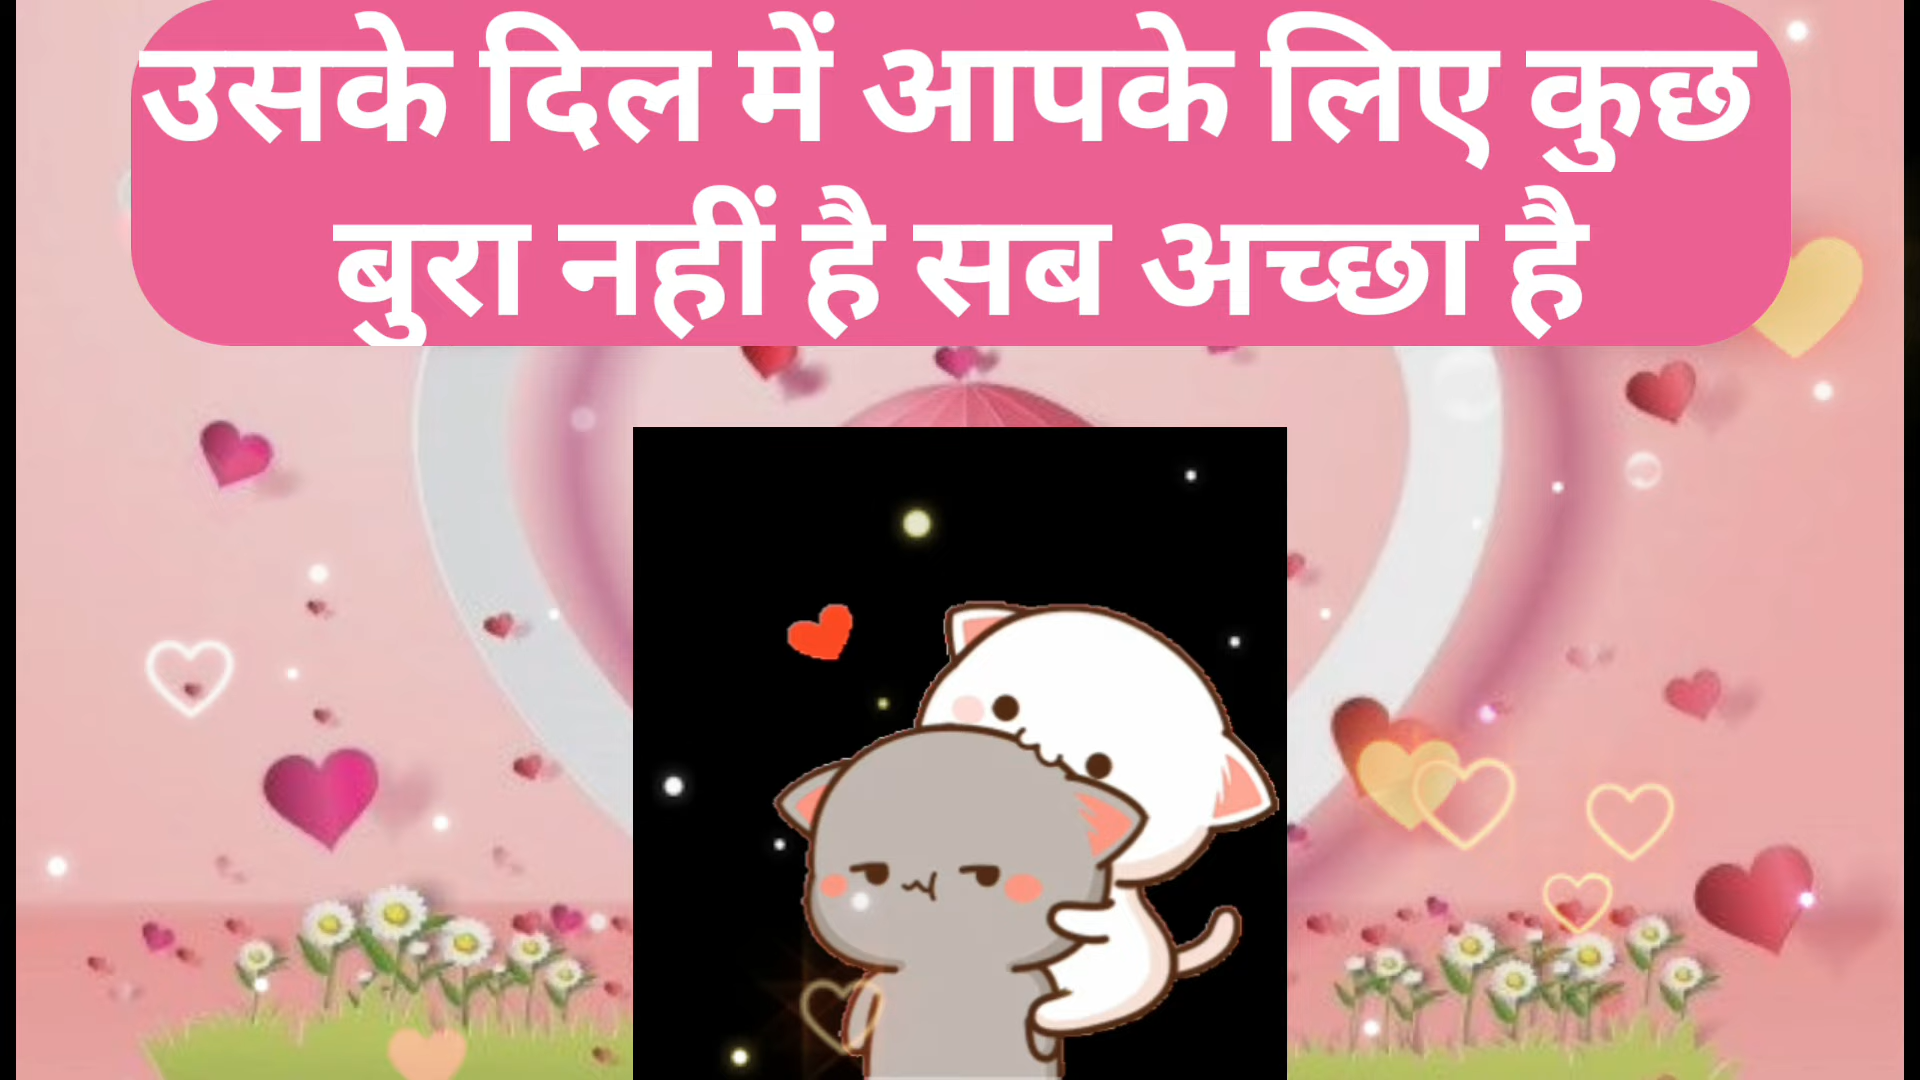 उसके दिल में आपके लिए कुछ
बुरा नहीं है सब अच्छा है